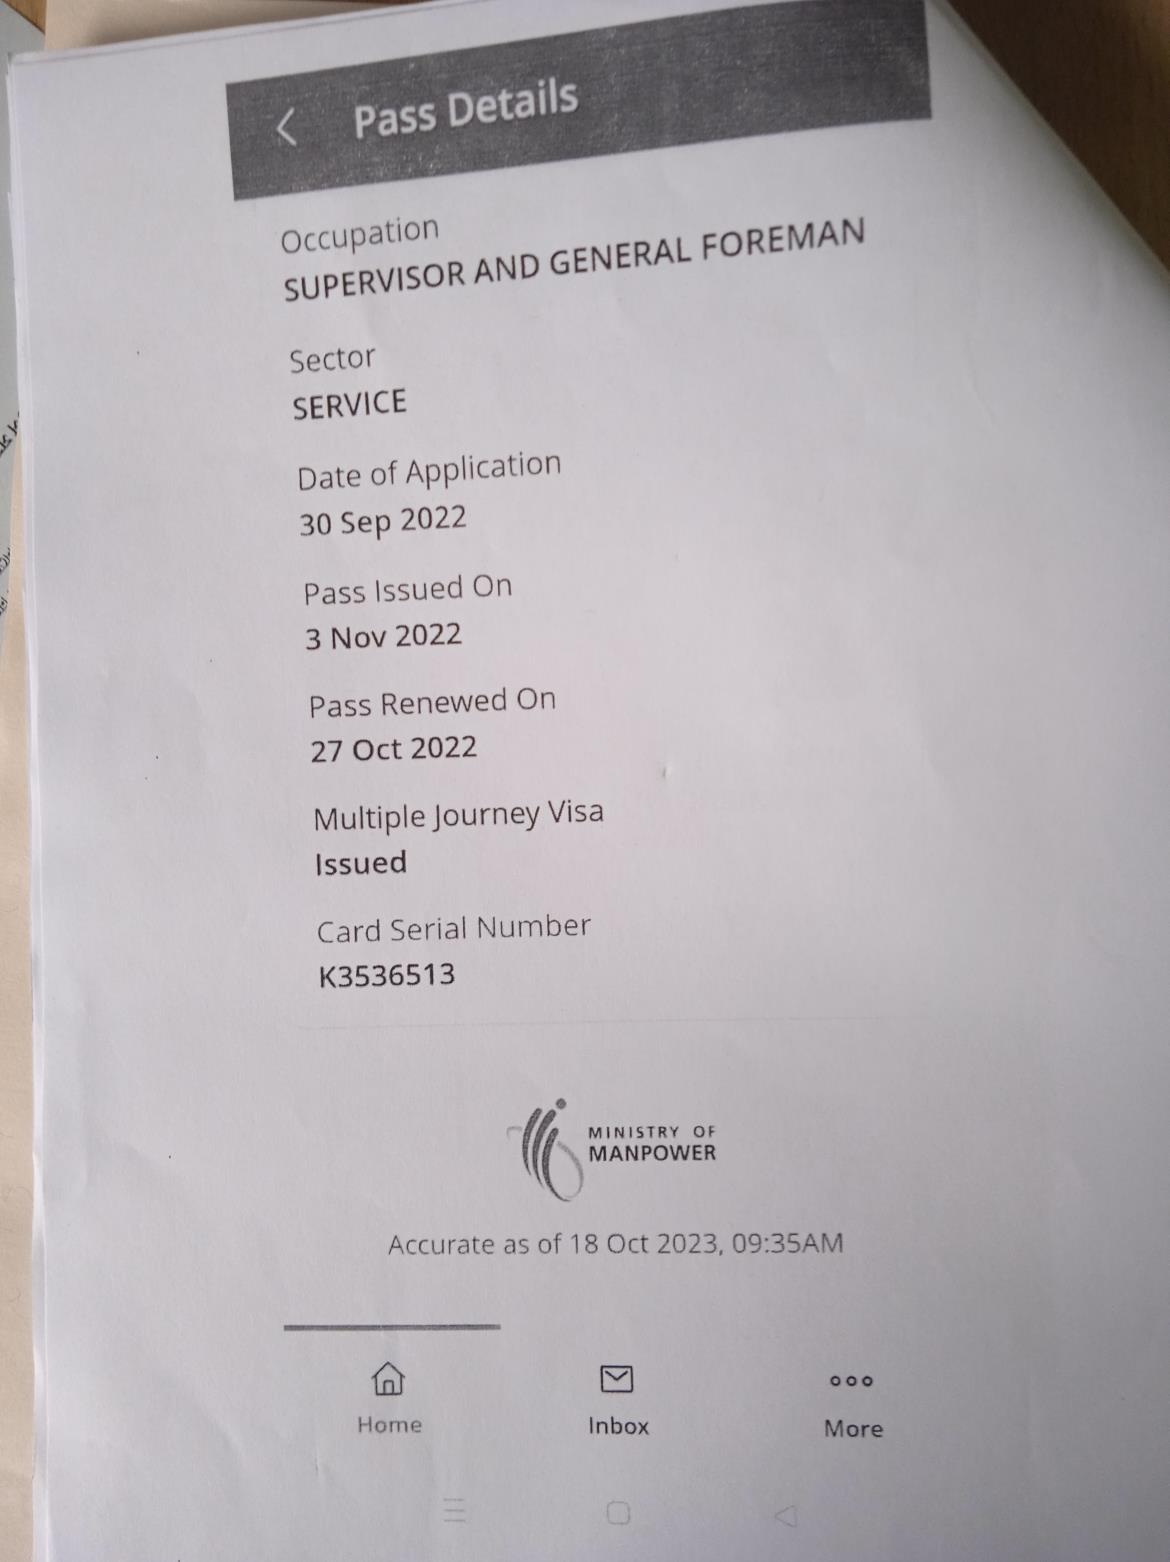 Pass Details
Occupation
SUPERVISOR AND GENERAL FOREMAN
Sector
SERVICE
Date of Application
30 Sep 2022
Pass Issued On
3 Nov 2022
Pass Renewed On
27 Oct 2022
Multiple Journey Visa
Issued
Card Serial Number
K3536513
MINISTRY OF
MANPOWER
Accurate as of 18 Oct 2023, 09:35AM
Home
Inbox
More